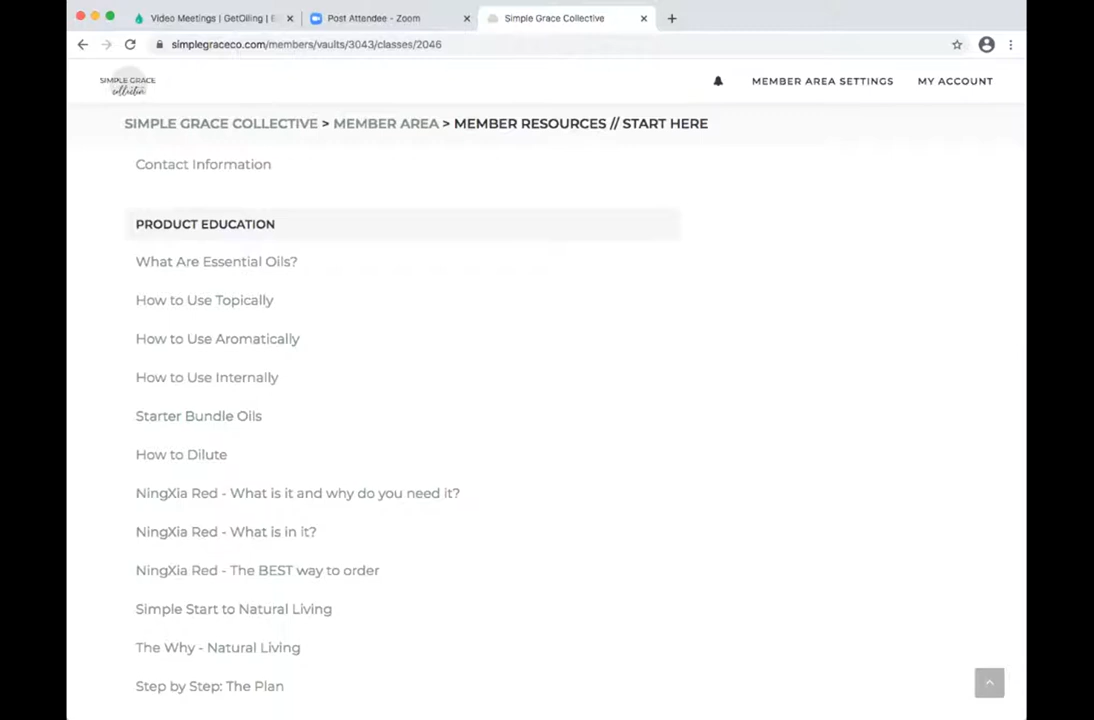 Video Meetings | GetOiling | E
Post Attendee - Zoom
Simple Grace Collective
simplegraceco.com/members/vaults/3043/classes/2046
SIMPLE GRACE
collection
MEMBER AREA SETTINGS
MY ACCOUNT
SIMPLE GRACE COLLECTIVE > MEMBER AREA > MEMBER RESOURCES // START HERE
Contact Information
PRODUCT EDUCATION
What Are Essential Oils?
How to Use Topically
How to Use Aromatically
How to Use Internally
Starter Bundle Oils
How to Dilute
NingXia Red - What is it and why do you need it?
NingXia Red - What is in it?
NingXia Red - The BEST way to order
Simple Start to Natural Living
The Why - Natural Living
Step by Step: The Plan